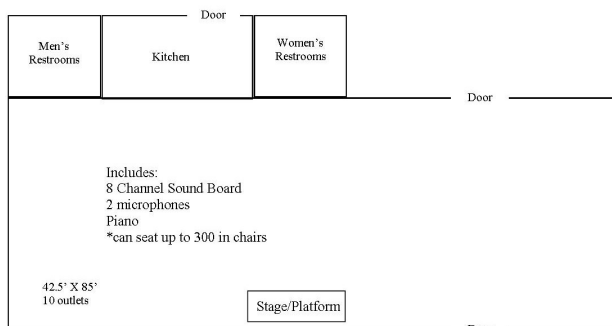 Door
Men's
Restrooms
Kitchen
Women's
Restrooms
Door
Includes:
8 Channel Sound Board
2 microphones
Piano
*can seat up to 300 in chairs
42.5' X 85'
10 outlets
Stage/Platform